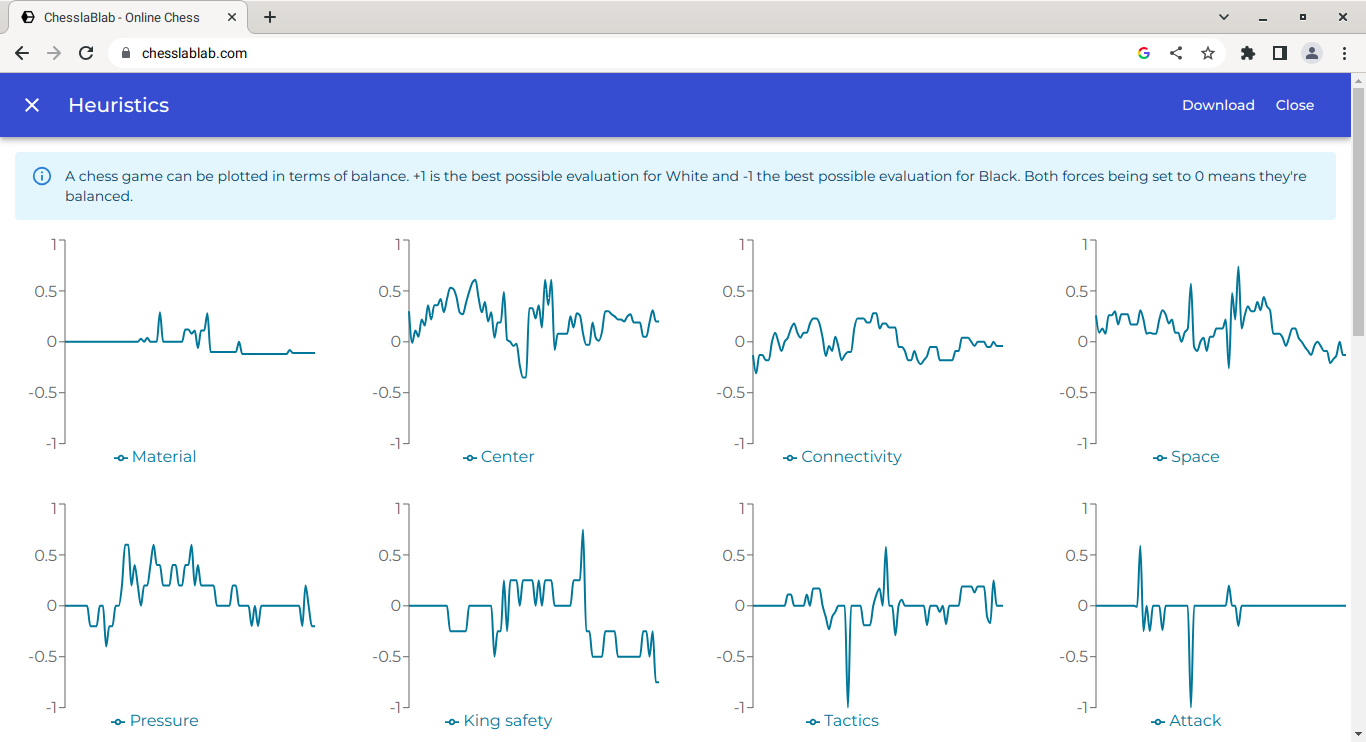 ChesslaBlab - Online Chess
chesslablab.com
Heuristics
Download
Close
A chess game can be plotted in terms of balance. +1 is the best possible evaluation for White and -1 the best possible evaluation for Black. Both forces being set to 0 means they're
balanced.
1
0.5
0
-0.5
-1
Material
1
0.5
0
-0.5
-1
Center
1
0.5
0
-0.5
-1
Connectivity
1
0.5
0
-0.5
-1
Space
1
0.5
0
-0.5
-1
Pressure
1
0.5
0
-0.5
-1
King safety
1
0.5
0
-0.5
-1
Tactics
1
0.5
0
-0.5
-1
Attack